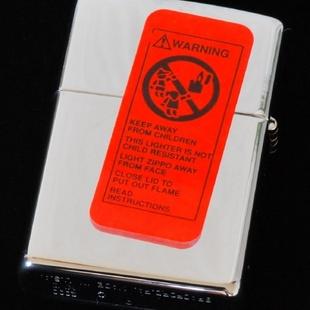 WARNING
KEEP AWAY
FROM CHILDREN
THIS LIGHTER IS NOT
CHILD RESISTANT
LIGHT ZIPPO AWAY
FROM FACE
CLOSE LID TO
PUT OUT FLAME
READ
INSTRUCTIONS